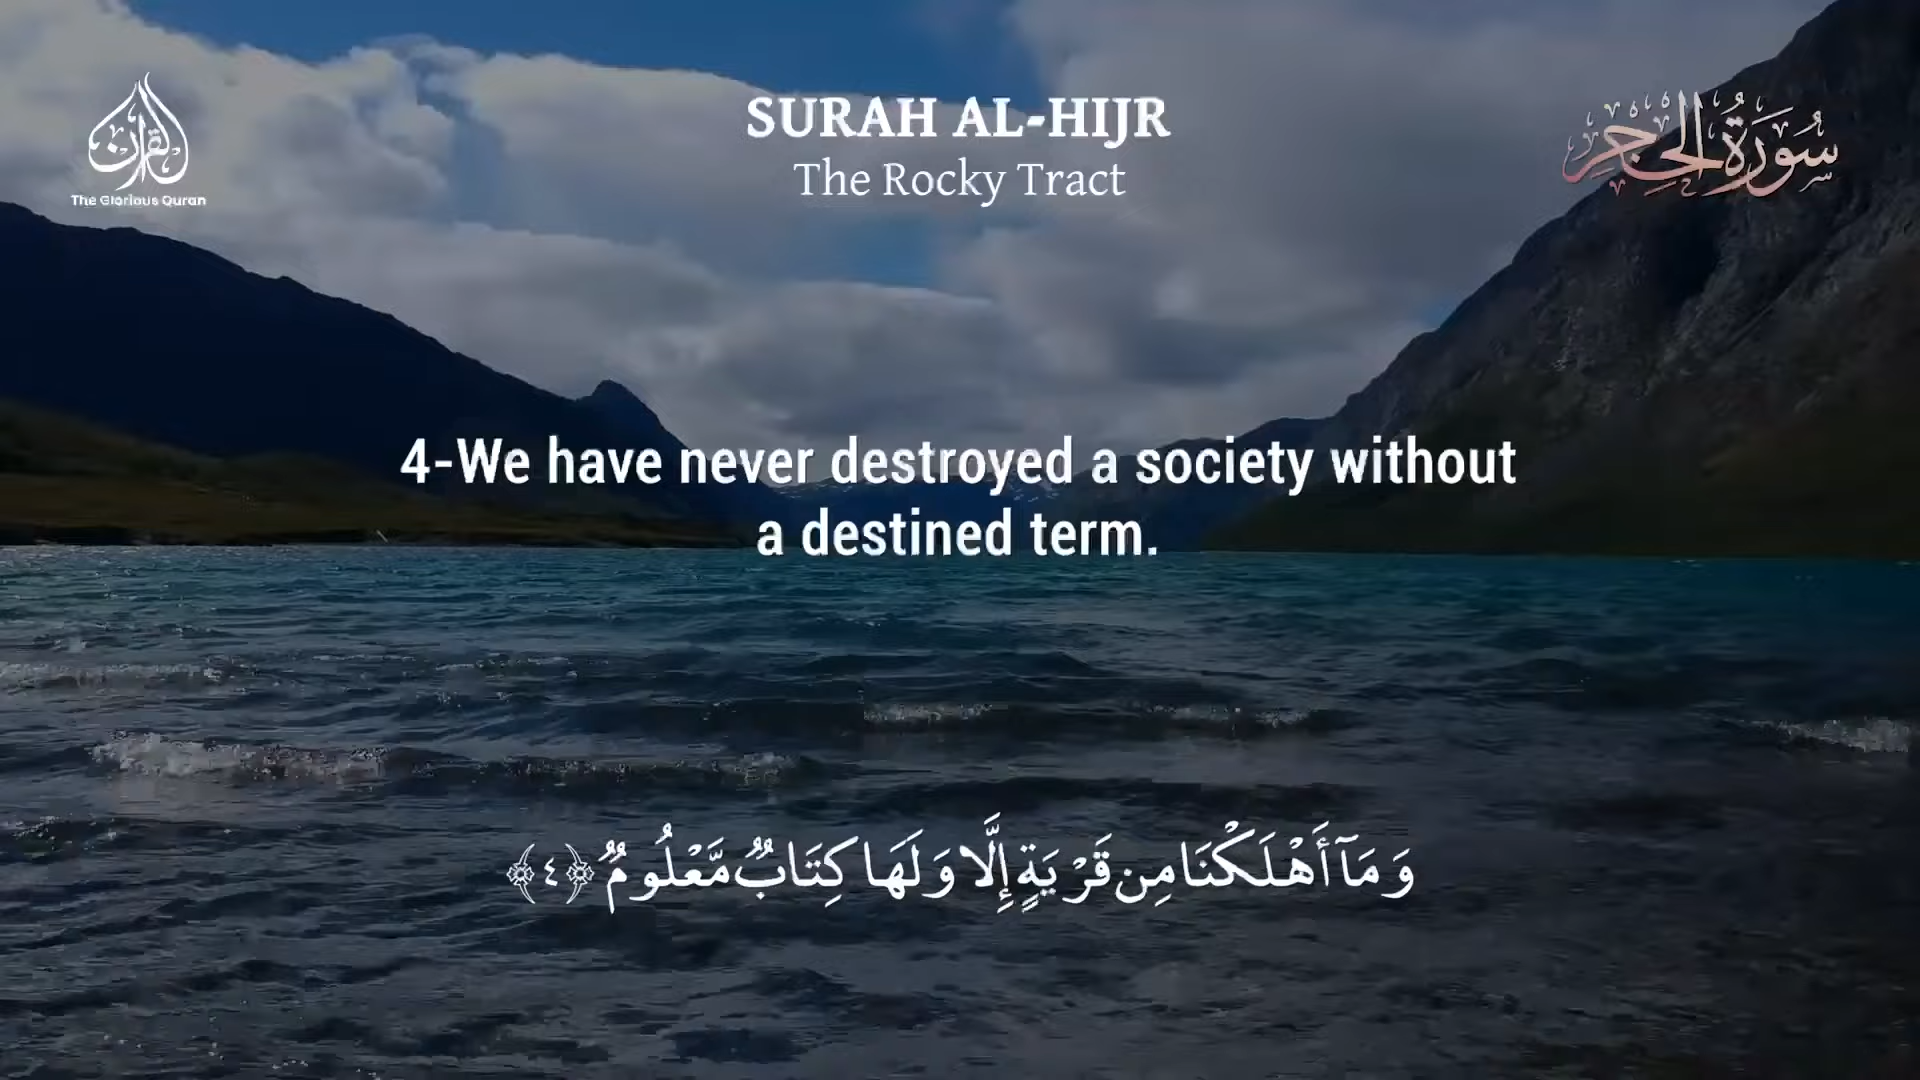 القرآن
The Glorious Quran
SURAH AL-HIJR
The Rocky Tract
سُورَةُ الحِجْرِ
4-We have never destroyed a society without
a destined term.
وَمَآ أَهْلَكْنَا مِن قَرْيَةٍ إِلَّا وَلَهَا كِتَابٌ مَّعْلُومٌ ﴿٤﴾